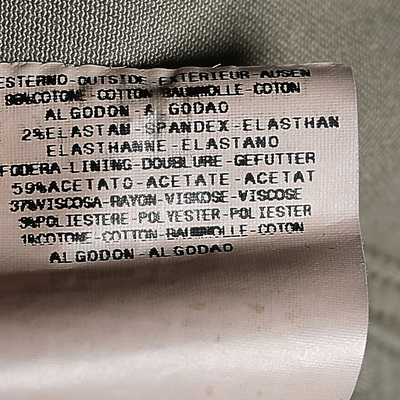 ESTERNO-OUTSIDE-EXTERIEUR-AUSEN
98%COTONE-COTTON-BAUMWOLLE-COTON
ALGODON-ALGODAO
2%ELASTAN-SPANDEX-ELASTHAN
ELASTHANNE-ELASTANO
FODERA-LINING-DOUBLURE-GEFUTTER
59%ACETATO-ACETATE-ACETAT
37%VISCOSA-RAYON-VISKOSE-VISCOSE
3%POLIESTERE-POLYESTER-POLIESTER
1%COTONE-COTTON-BAUMWOLLE-COTON
ALGODON-ALGODAO